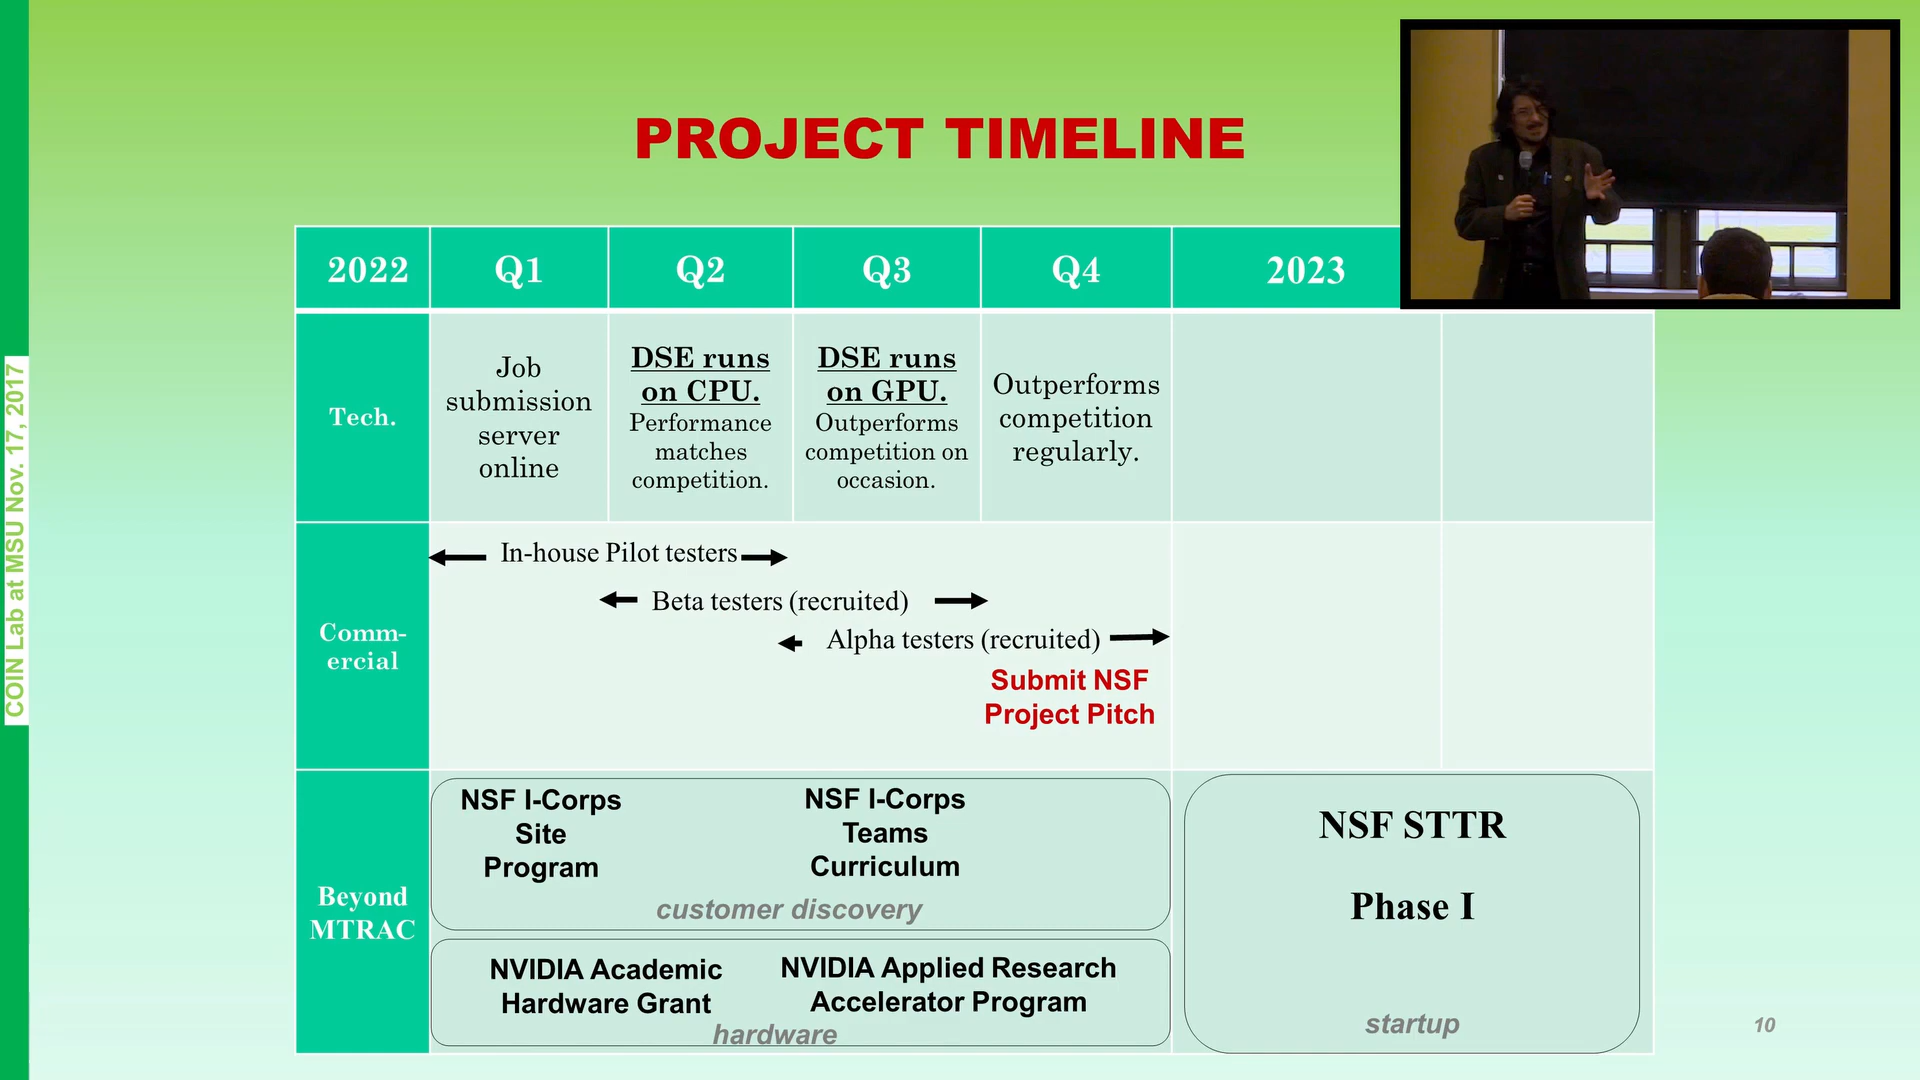 PROJECT TIMELINE
2022
Q1
Q2
Q3
Q4
2023
Tech.
Job
submission
server
online
DSE runs
on CPU.
Performance
matches
competition.
DSE runs
on GPU.
Outperforms
competition on
occasion.
Outperforms
competition
regularly.
Comm-
ercial
In-house Pilot testers
Beta testers (recruited)
Alpha testers (recruited)
Submit NSF
Project Pitch
Beyond
MTRAC
NSF I-Corps
Site
Program
NSF I-Corps
Teams
Curriculum
customer discovery
NVIDIA Academic
Hardware Grant
NVIDIA Applied Research
Accelerator Program
hardware
NSF STTR
Phase I
startup
10
COIN Lab at MSU Nov. 17, 2017